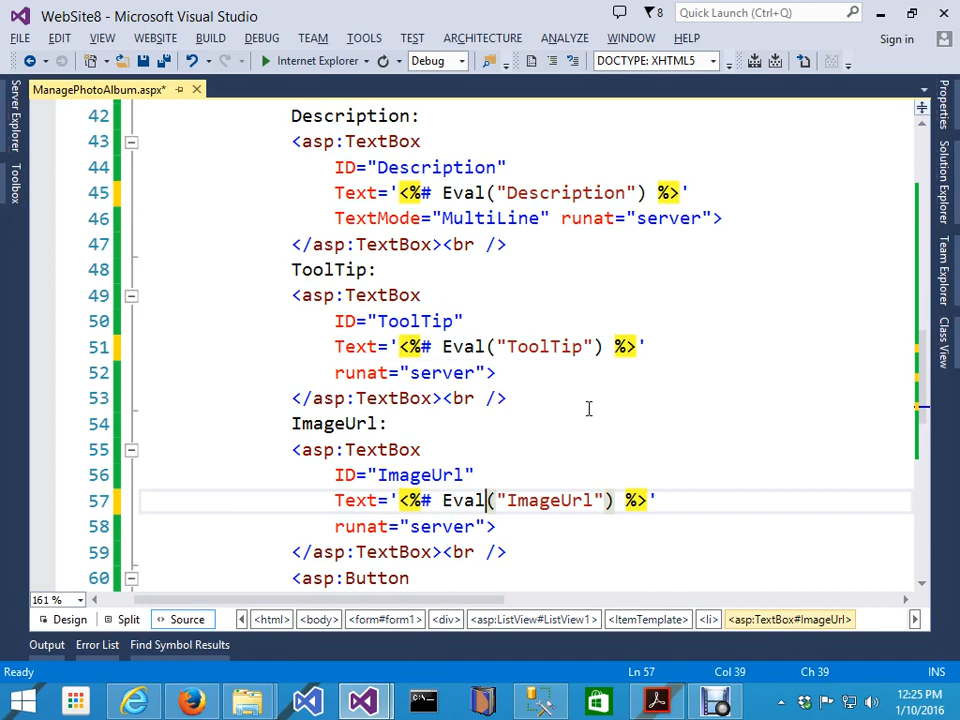 WebSite8 - Microsoft Visual Studio
8
Quick Launch (Ctrl+Q)
FILE EDIT VIEW WEBSITE BUILD DEBUG TEAM TOOLS TEST ARCHITECTURE ANALYZE WINDOW HELP
Sign in
Internet Explorer Debug DOCTYPE: XHTML5
ManagePhotoAlbum.aspx*
Server Explorer
Toolbox
Properties
Solution Explorer
Team Explorer
Class View
42 Description:
43 <asp:TextBox
44 ID="Description"
45 Text='<%# Eval("Description") %>'
46 TextMode="MultiLine" runat="server">
47 </asp:TextBox><br />
48 ToolTip:
49 <asp:TextBox
50 ID="ToolTip"
51 Text='<%# Eval("ToolTip") %>'
52 runat="server">
53 </asp:TextBox><br />
54 ImageUrl:
55 <asp:TextBox
56 ID="ImageUrl"
57 Text='<%# Eval("ImageUrl") %>'
58 runat="server">
59 </asp:TextBox><br />
60 <asp:Button
161 %
Design Split Source <html> <body> <form#form1> <div> <asp:ListView#ListView1> <ItemTemplate> <li> <asp:TextBox#ImageUrl>
Output Error List Find Symbol Results
Ready Ln 57 Col 39 Ch 39 INS
12:25 PM
1/10/2016